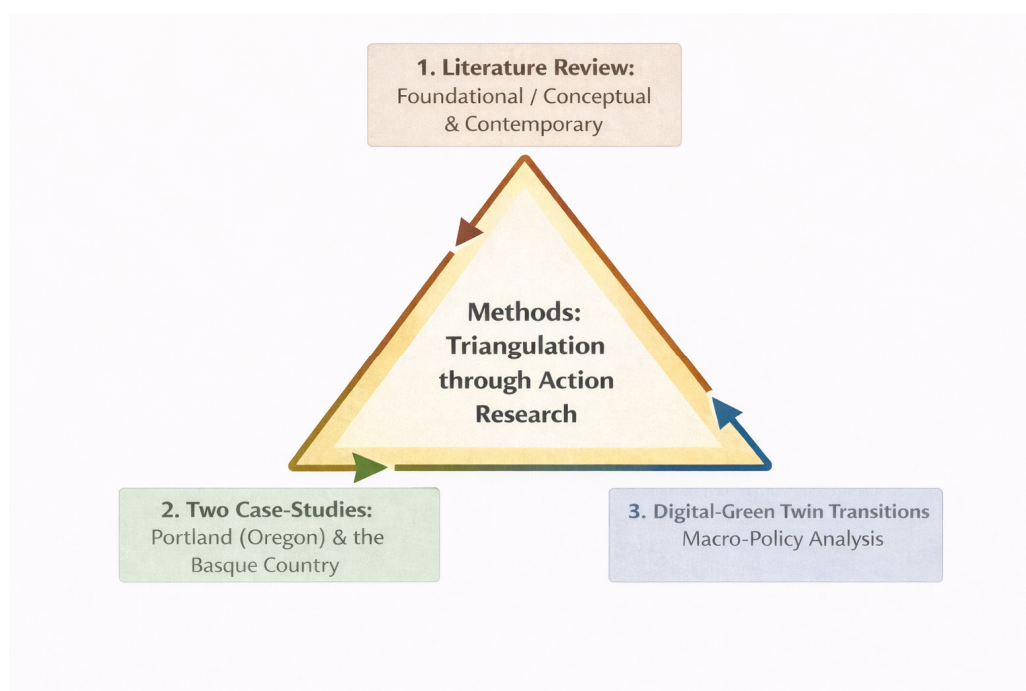 1. Literature Review:
Foundational / Conceptual
& Contemporary
Methods:
Triangulation
through Action
Research
2. Two Case-Studies:
Portland (Oregon) & the
Basque Country
3. Digital-Green Twin Transitions
Macro-Policy Analysis